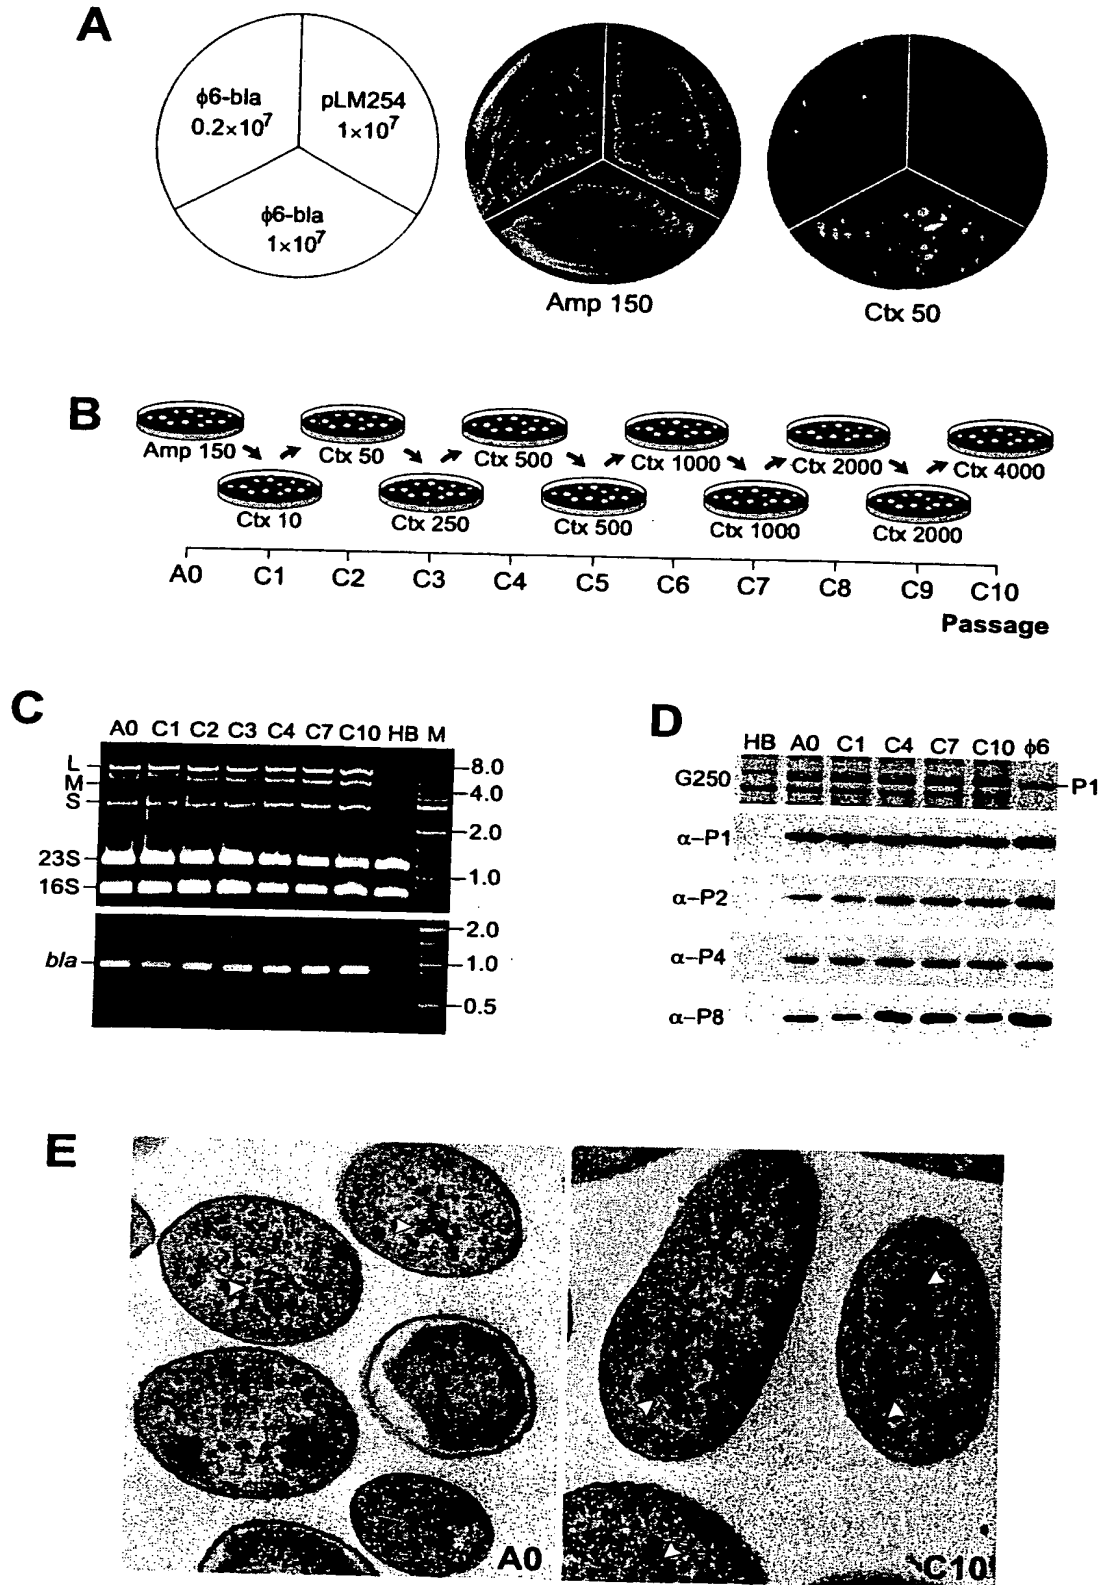 A
ϕ6-bla
0.2×10⁷
pLM254
1×10⁷
ϕ6-bla
1×10⁷
Amp 150
Ctx 50
B
Amp 150
Ctx 50
Ctx 500
Ctx 1000
Ctx 2000
Ctx 4000
Ctx 10
Ctx 250
Ctx 500
Ctx 1000
Ctx 2000
A0 C1 C2 C3 C4 C5 C6 C7 C8 C9 C10
Passage
C
A0 C1 C2 C3 C4 C7 C10 HB M
L
M
S
23S
16S
8.0
4.0
2.0
1.0
bla
2.0
1.0
0.5
D
HB A0 C1 C4 C7 C10 ϕ6
G250
P1
α–P1
α–P2
α–P4
α–P8
E
A0
C10